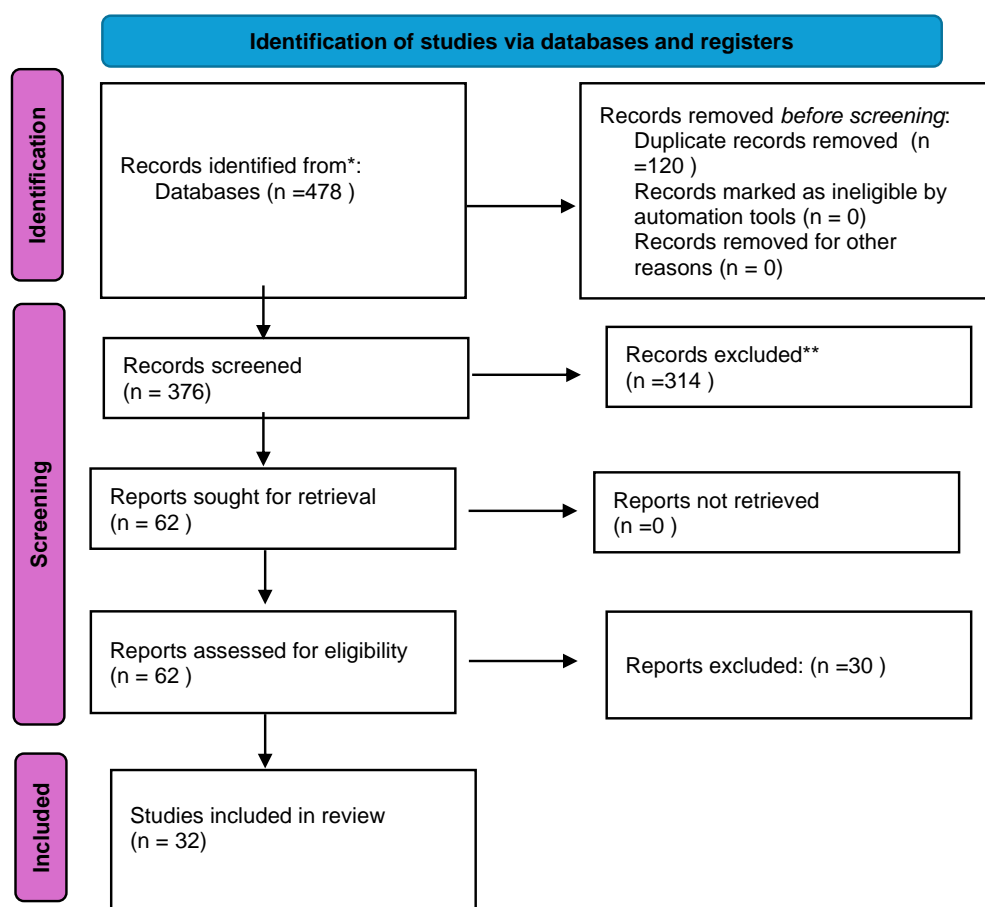 Identification of studies via databases and registers
Identification
Records identified from*:
Databases (n =478 )
Records removed before screening:
Duplicate records removed  (n
=120 )
Records marked as ineligible by
automation tools (n = 0)
Records removed for other
reasons (n = 0)
Screening
Records screened
(n = 376)
Records excluded**
(n =314 )
Reports sought for retrieval
(n = 62 )
Reports not retrieved
(n =0 )
Reports assessed for eligibility
(n = 62 )
Reports excluded: (n =30 )
Included
Studies included in review
(n = 32)